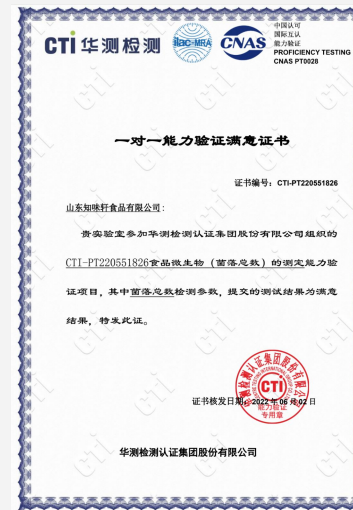 CTI 华测检测
ilac-MRA
CNAS
中国认可
国际互认
能力验证
PROFICIENCY TESTING
CNAS PT0028
一对一能力验证满意证书
证书编号：CTI-PT220551826
山东知味轩食品有限公司：
贵实验室参加华测检测认证集团股份有限公司组织的
CTI-PT220551826食品微生物（菌落总数）的测定能力验
证项目，其中菌落总数检测参数，提交的测试结果为满意
结果，特发此证。
证书核发日期：2022年06月02日
华测检测认证集团股份有限公司
能力验证
专用章
华测检测认证集团股份有限公司